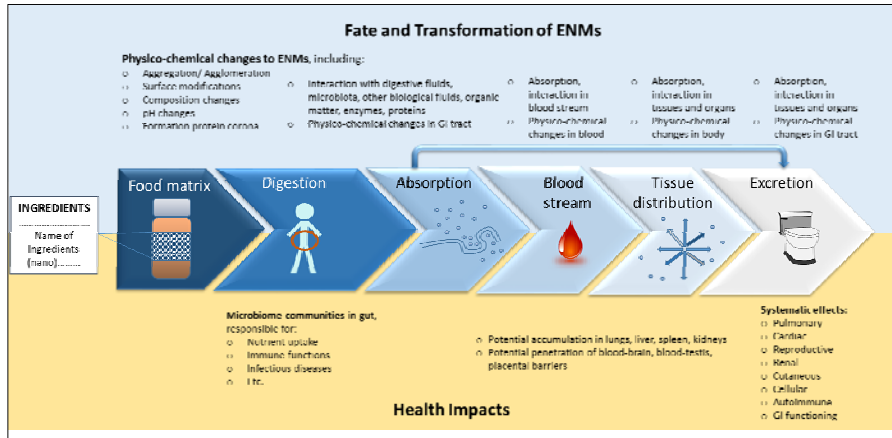 Fate and Transformation of ENMs
Physico-chemical changes to ENMs, including:
o Aggregation/ Agglomeration
o Surface modifications
o Composition changes
o pH changes
o Formation protein corona
o Interaction with digestive fluids,
microbiota, other biological fluids, organic
matter, enzymes, proteins
o Physico-chemical changes in GI tract
o Absorption,
interaction in
blood stream
o Physico-chemical
changes in blood
o Absorption,
interaction in
tissues and organs
o Physico-chemical
changes in body
o Absorption,
interaction in
tissues and organs
o Physico-chemical
changes in GI tract
INGREDIENTS
Name of
Ingredients
(nano).........
Food matrix
Digestion
Absorption
Blood
stream
Tissue
distribution
Excretion
Microbiome communities in gut,
responsible for:
o Nutrient uptake
o Immune functions
o Infectious diseases
o Etc.
o Potential accumulation in lungs, liver, spleen, kidneys
o Potential penetration of blood-brain, blood-testis,
placental barriers
Systematic effects:
o Pulmonary
o Cardiac
o Reproductive
o Renal
o Cutaneous
o Cellular
o Autoimmune
o GI functioning
Health Impacts